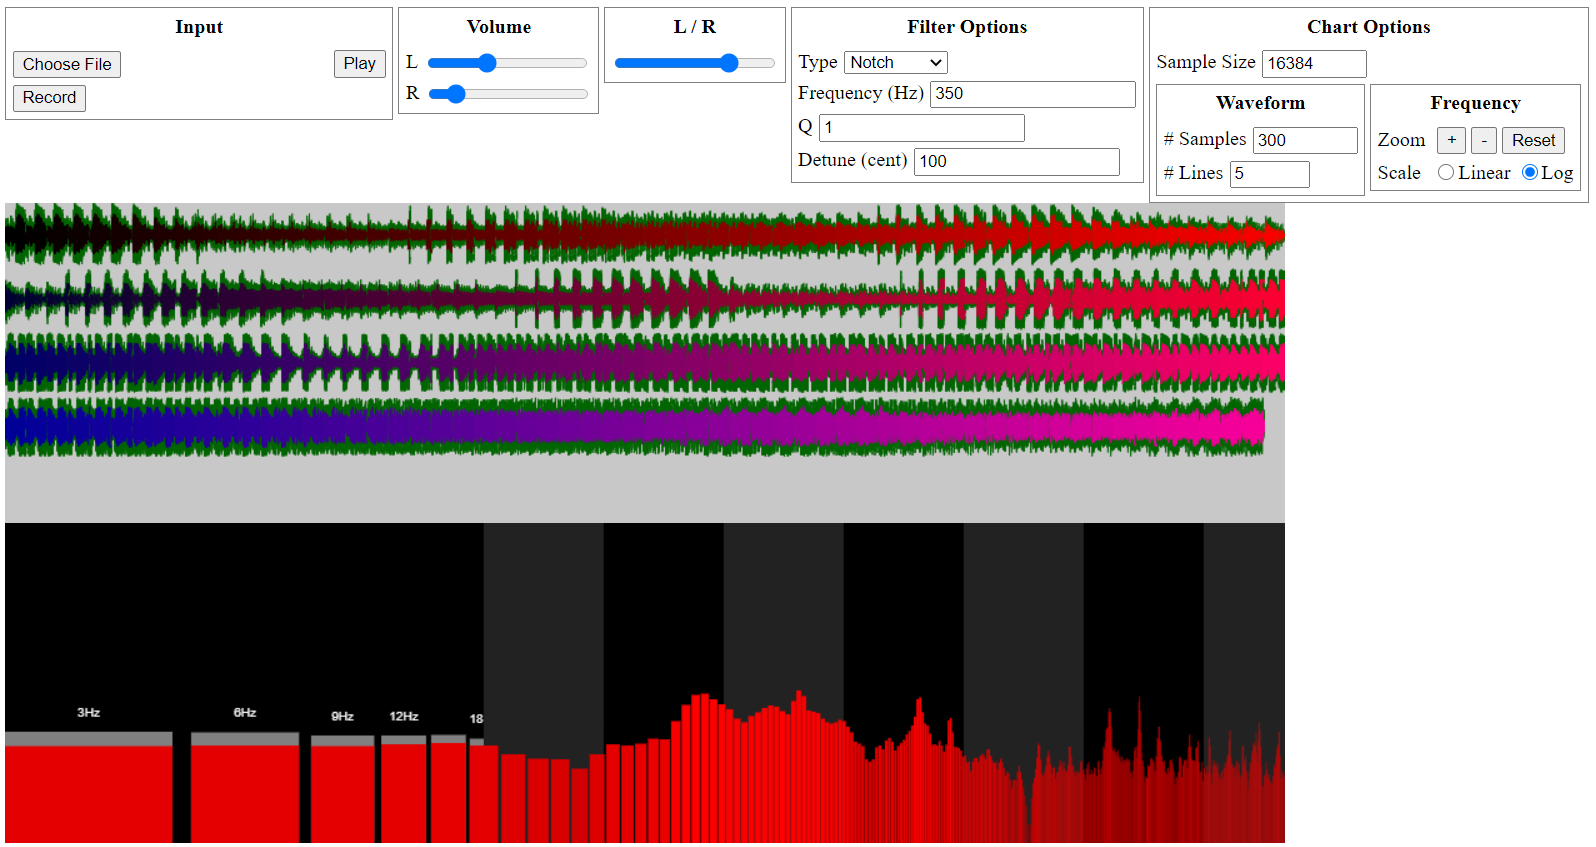 Input
Choose File
Play
Record
Volume
L
R
L / R
Filter Options
Type Notch
Frequency (Hz) 350
Q 1
Detune (cent) 100
Chart Options
Sample Size 16384
Waveform
# Samples 300
# Lines 5
Frequency
Zoom + - Reset
Scale Linear Log
3Hz 6Hz 9Hz 12Hz 18